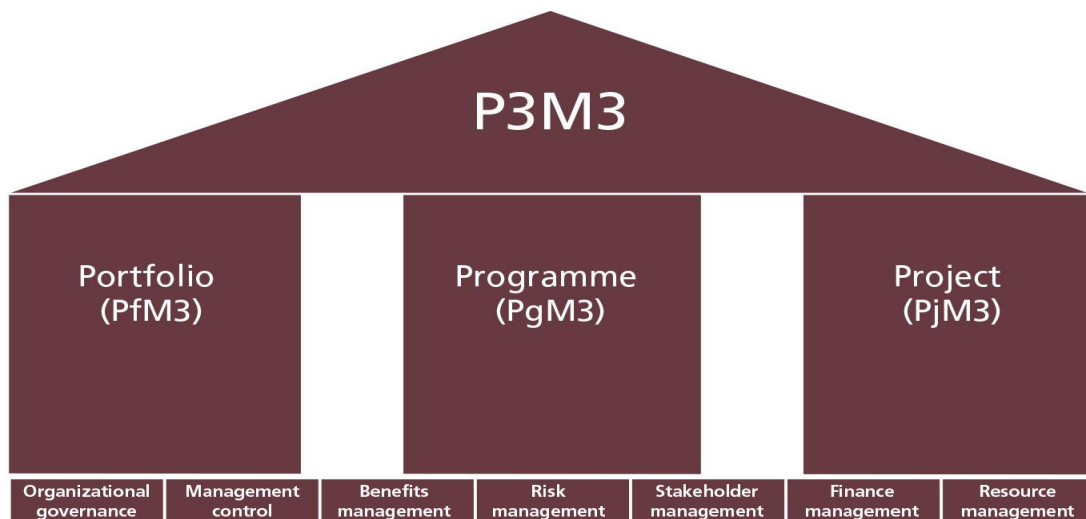 P3M3
Portfolio
(PfM3)
Programme
(PgM3)
Project
(PjM3)
Organizational
governance
Management
control
Benefits
management
Risk
management
Stakeholder
management
Finance
management
Resource
management